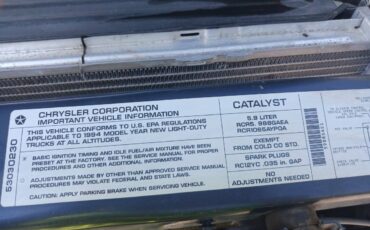 CHRYSLER CORPORATION
IMPORTANT VEHICLE INFORMATION
THIS VEHICLE CONFORMS TO U.S. EPA REGULATIONS
APPLICABLE TO 1994 MODEL YEAR NEW LIGHT-DUTY
TRUCKS AT ALL ALTITUDES.
BASIC IGNITION TIMING AND IDLE FUEL/AIR MIXTURE HAVE BEEN
PRESET AT THE FACTORY. SEE THE SERVICE MANUAL FOR PROPER
PROCEDURES AND OTHER ADDITIONAL INFORMATION.
ADJUSTMENTS MADE BY OTHER THAN APPROVED SERVICE MANUAL
PROCEDURES MAY VIOLATE FEDERAL AND STATE LAWS.
CAUTION: APPLY PARKING BRAKE WHEN SERVICING VEHICLE
53030230
CATALYST
5.9 LITER
EXEMPT
FROM COLD CO STD.
SPARK PLUGS
RC12YC .035 in. GAP
NO
ADJUSTMENTS NEEDED